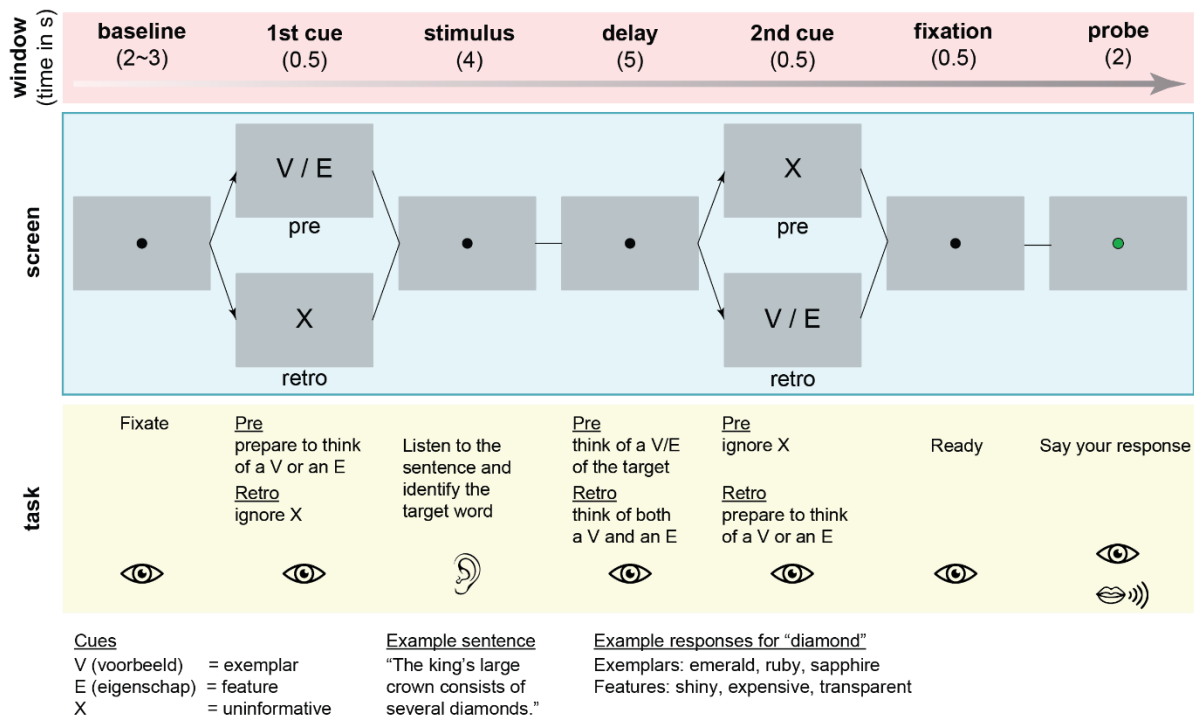 window
(time in s)
baseline
(2~3)
1st cue
(0.5)
stimulus
(4)
delay
(5)
2nd cue
(0.5)
fixation
(0.5)
probe
(2)
screen
V / E
pre
X
retro
X
pre
V / E
retro
task
Fixate
Pre
prepare to think
of a V or an E
Retro
ignore X
Listen to the
sentence and
identify the
target word
Pre
think of a V/E
of the target
Retro
think of both
a V and an E
Pre
ignore X
Retro
prepare to think
of a V or an E
Ready
Say your response
Cues
V (voorbeeld) = exemplar
E (eigenschap) = feature
X = uninformative
Example sentence
“The king’s large
crown consists of
several diamonds.”
Example responses for “diamond”
Exemplars: emerald, ruby, sapphire
Features: shiny, expensive, transparent